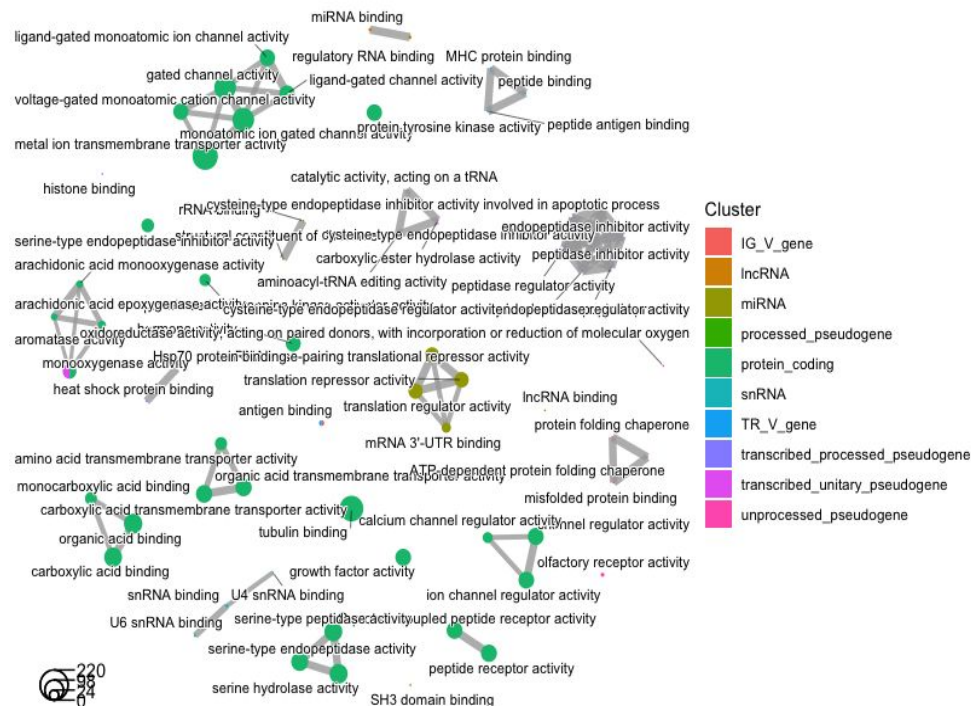 miRNA binding
ligand-gated monoatomic ion channel activity
regulatory RNA binding
MHC protein binding
gated channel activity
ligand-gated channel activity
peptide binding
voltage-gated monoatomic cation channel activity
monoatomic ion gated channel activity
protein tyrosine kinase activity
peptide antigen binding
metal ion transmembrane transporter activity
histone binding
catalytic activity, acting on a tRNA
rRNA binding
cysteine-type endopeptidase inhibitor activity involved in apoptotic process
endopeptidase inhibitor activity
serine-type endopeptidase inhibitor activity
structural constituent of
cysteine-type endopeptidase inhibitor activity
carboxylic ester hydrolase activity
peptidase inhibitor activity
arachidonic acid monooxygenase activity
aminoacyl-tRNA editing activity
peptidase regulator activity
arachidonic acid epoxygenase activity
cysteine-type endopeptidase regulator activity
endopeptidase regulator activity
aromatase activity
oxidoreductase activity, acting on paired donors, with incorporation or reduction of molecular oxygen
monooxygenase activity
Hsp70 protein binding
-pairing translational repressor activity
heat shock protein binding
translation repressor activity
antigen binding
translation regulator activity
lncRNA binding
mRNA 3'-UTR binding
protein folding chaperone
amino acid transmembrane transporter activity
ATP-dependent protein folding chaperone
organic acid transmembrane transporter activity
monocarboxylic acid binding
misfolded protein binding
carboxylic acid transmembrane transporter activity
calcium channel regulator activity
channel regulator activity
tubulin binding
organic acid binding
olfactory receptor activity
carboxylic acid binding
growth factor activity
ion channel regulator activity
snRNA binding
U4 snRNA binding
U6 snRNA binding
serine-type peptidase activity
upled peptide receptor activity
serine-type endopeptidase activity
peptide receptor activity
serine hydrolase activity
SH3 domain binding
220
98
24
0
Cluster
IG_V_gene
lncRNA
miRNA
processed_pseudogene
protein_coding
snRNA
TR_V_gene
transcribed_processed_pseudogene
transcribed_unitary_pseudogene
unprocessed_pseudogene